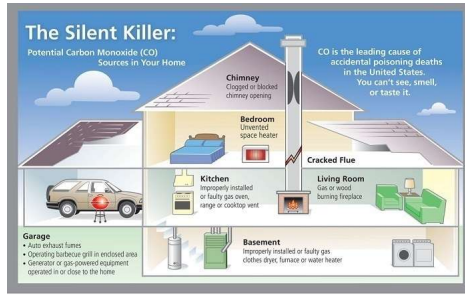 The Silent Killer:
Potential Carbon Monoxide (CO)
Sources in Your Home
CO is the leading cause of
accidental poisoning deaths
in the United States.
You can't see, smell,
or taste it.
Chimney
Clogged or blocked
chimney opening
Bedroom
Unvented
space heater
Cracked Flue
Kitchen
Improperly installed
or faulty gas oven,
range or cooktop vent
Living Room
Gas or wood
burning fireplace
Garage
• Auto exhaust fumes
• Operating barbecue grill in enclosed area
• Generator or gas-powered equipment
operated in or close to the home
Basement
Improperly installed or faulty gas
clothes dryer, furnace or water heater